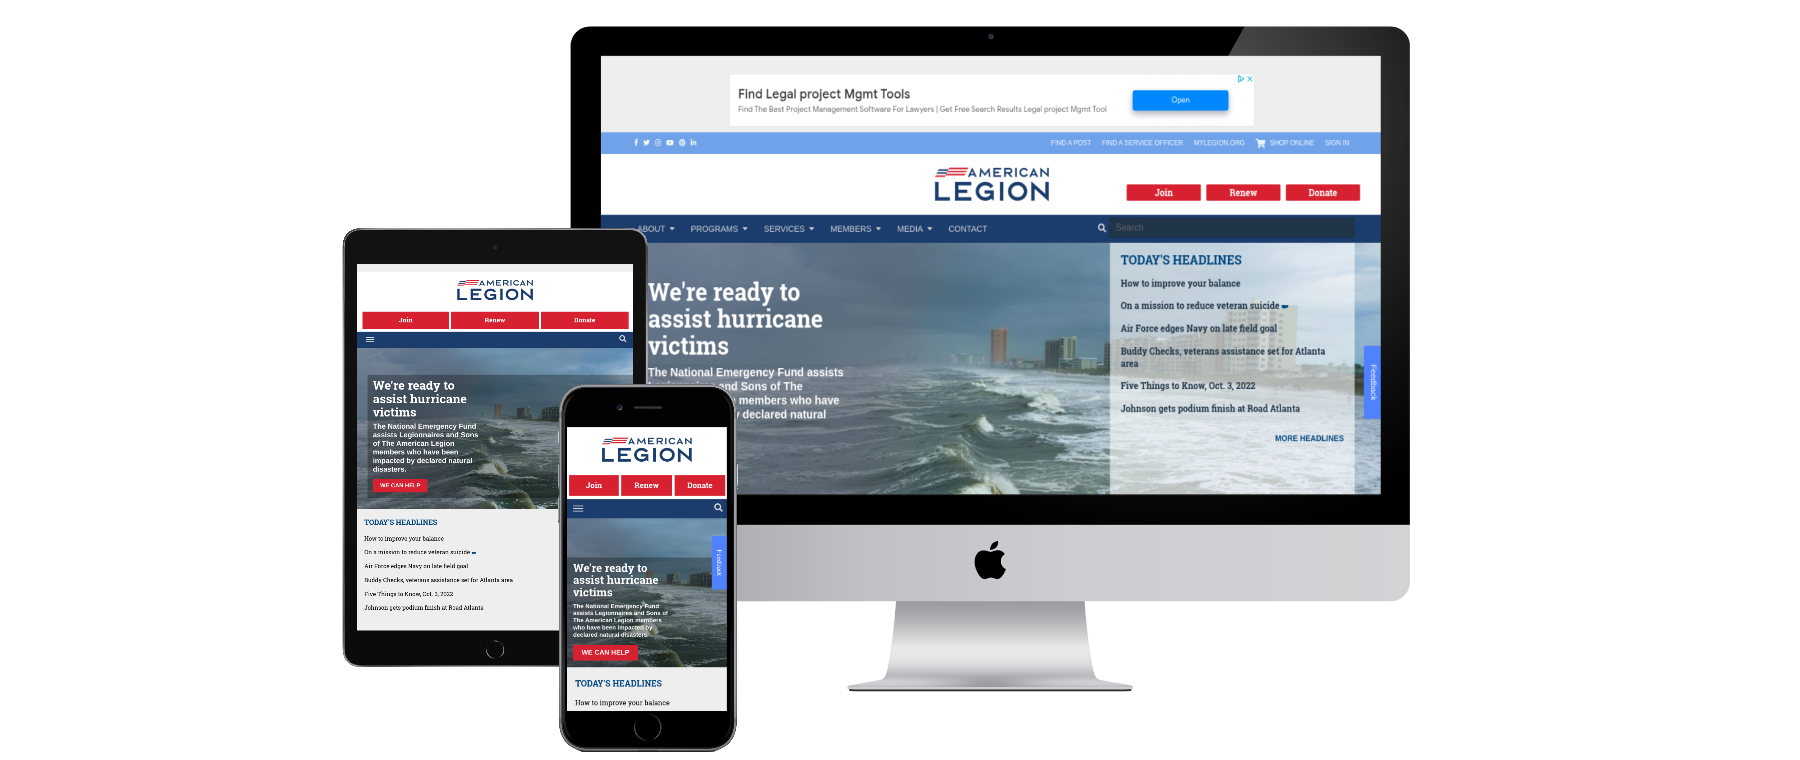 Find Legal project Mgmt Tools
Find The Best Project Management Software For Lawyers | Get Free Search Results Legal project Mgmt Tool
Open
FIND A POST FIND A SERVICE OFFICER MYLEGION.ORG SHOP ONLINE SIGN IN
AMERICAN
LEGION
Join Renew Donate
ABOUT PROGRAMS SERVICES MEMBERS MEDIA CONTACT
Search
We're ready to
assist hurricane
victims
The National Emergency Fund assists
and Sons of The
members who have
declared natural
TODAY'S HEADLINES
How to improve your balance
On a mission to reduce veteran suicide
Air Force edges Navy on late field goal
Buddy Checks, veterans assistance set for Atlanta
area
Five Things to Know, Oct. 3, 2022
Johnson gets podium finish at Road Atlanta
MORE HEADLINES
Feedback
AMERICAN
LEGION
Join Renew Donate
We're ready to
assist hurricane
victims
The National Emergency Fund
assists Legionnaires and Sons
of The American Legion
members who have been
impacted by declared natural
disasters.
WE CAN HELP
TODAY'S HEADLINES
How to improve your balance
On a mission to reduce veteran suicide
Air Force edges Navy on late field goal
Buddy Checks, veterans assistance set for Atlanta area
Five Things to Know, Oct. 3, 2022
Johnson gets podium finish at Road Atlanta
AMERICAN
LEGION
Join Renew Donate
Feedback
We're ready to
assist hurricane
victims
The National Emergency Fund
assists Legionnaires and Sons of
The American Legion members
who have been impacted by
declared natural disasters.
WE CAN HELP
TODAY'S HEADLINES
How to improve your balance